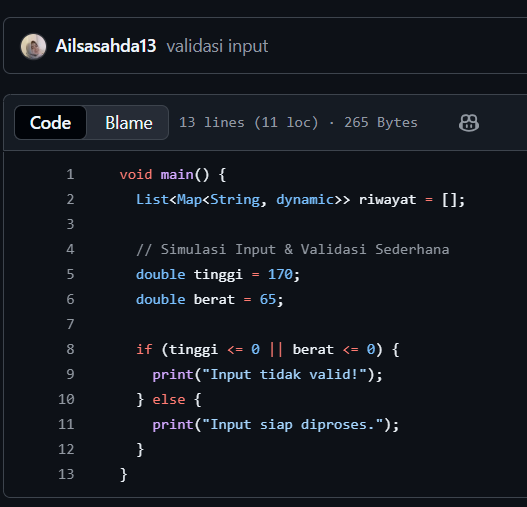 Ailsasahda13 validasi input
Code Blame 13 lines (11 loc) · 265 Bytes
1 void main() {
2 List<Map<String, dynamic>> riwayat = [];
3
4 // Simulasi Input & Validasi Sederhana
5 double tinggi = 170;
6 double berat = 65;
7
8 if (tinggi <= 0 || berat <= 0) {
9 print("Input tidak valid!");
10 } else {
11 print("Input siap diproses.");
12 }
13 }